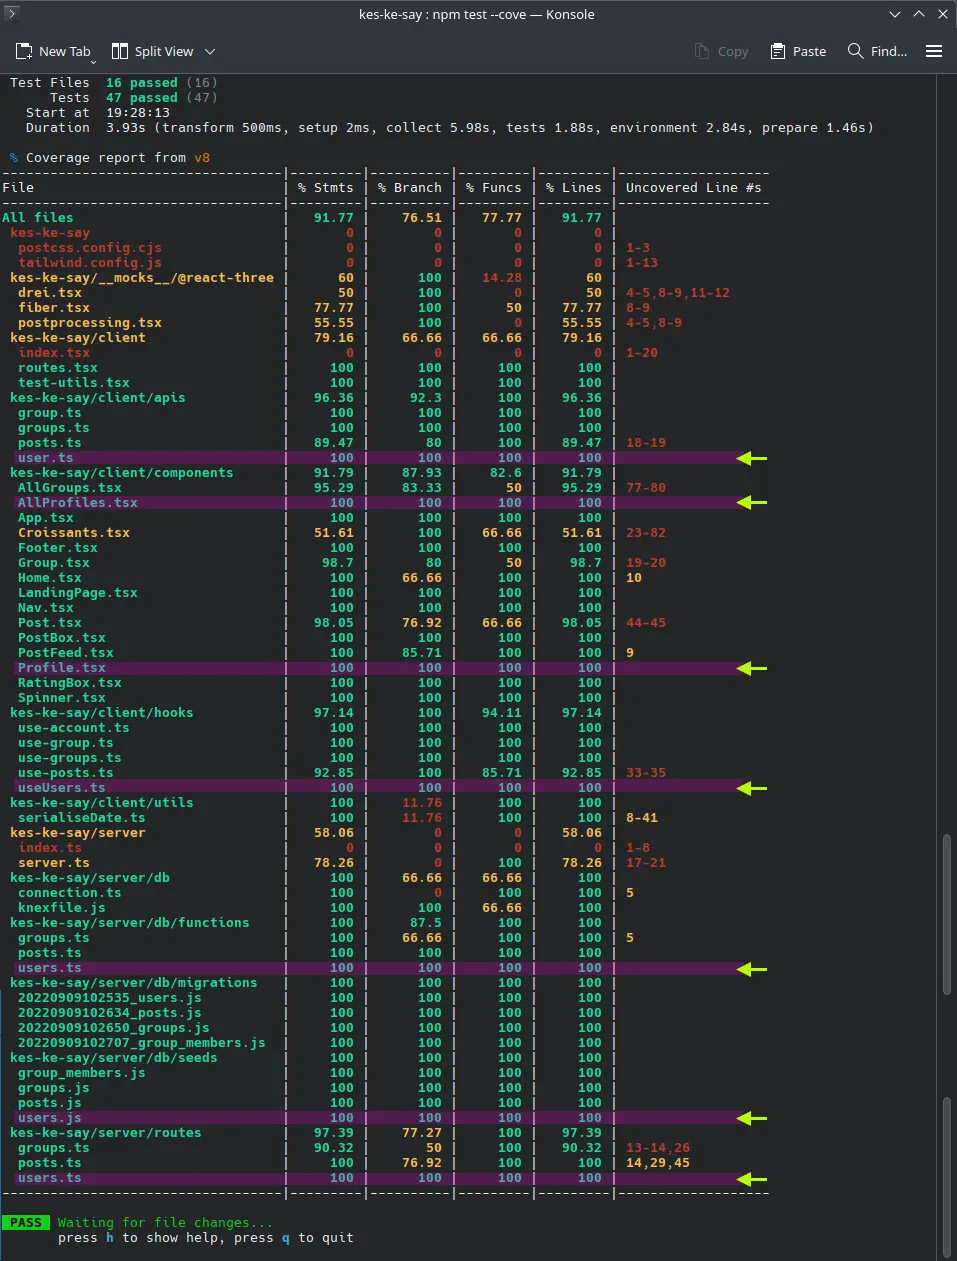 kes-ke-say : npm test --cove — Konsole
New Tab Split View Copy Paste Find...
Test Files 16 passed (16)
Tests 47 passed (47)
Start at 19:28:13
Duration 3.93s (transform 500ms, setup 2ms, collect 5.98s, tests 1.88s, environment 2.84s, prepare 1.46s)
% Coverage report from v8
--------------------------------|---------|----------|---------|---------|-------------------
File | % Stmts | % Branch | % Funcs | % Lines | Uncovered Line #s
--------------------------------|---------|----------|---------|---------|-------------------
All files | 91.77 | 76.51 | 77.77 | 91.77 |
kes-ke-say | 0 | 0 | 0 | 0 |
postcss.config.cjs | 0 | 0 | 0 | 0 | 1-3
tailwind.config.js | 0 | 0 | 0 | 0 | 1-13
kes-ke-say/__mocks__/@react-three | 60 | 100 | 14.28 | 60 |
drei.tsx | 50 | 100 | 0 | 50 | 4-5,8-9,11-12
fiber.tsx | 77.77 | 100 | 50 | 77.77 | 8-9
postprocessing.tsx | 55.55 | 100 | 0 | 55.55 | 4-5,8-9
kes-ke-say/client | 79.16 | 66.66 | 66.66 | 79.16 |
index.tsx | 0 | 0 | 0 | 0 | 1-20
routes.tsx | 100 | 100 | 100 | 100 |
test-utils.tsx | 100 | 100 | 100 | 100 |
kes-ke-say/client/apis | 96.36 | 92.3 | 100 | 96.36 |
group.ts | 100 | 100 | 100 | 100 |
groups.ts | 100 | 100 | 100 | 100 |
posts.ts | 89.47 | 80 | 100 | 89.47 | 18-19
user.ts | 100 | 100 | 100 | 100 |
kes-ke-say/client/components | 91.79 | 87.93 | 82.6 | 91.79 |
AllGroups.tsx | 95.29 | 83.33 | 50 | 95.29 | 77-80
AllProfiles.tsx | 100 | 100 | 100 | 100 |
App.tsx | 100 | 100 | 100 | 100 |
Croissants.tsx | 51.61 | 100 | 66.66 | 51.61 | 23-82
Footer.tsx | 100 | 100 | 100 | 100 |
Group.tsx | 98.7 | 80 | 50 | 98.7 | 19-20
Home.tsx | 100 | 66.66 | 100 | 100 | 10
LandingPage.tsx | 100 | 100 | 100 | 100 |
Nav.tsx | 100 | 100 | 100 | 100 |
Post.tsx | 98.05 | 76.92 | 66.66 | 98.05 | 44-45
PostBox.tsx | 100 | 100 | 100 | 100 |
PostFeed.tsx | 100 | 85.71 | 100 | 100 | 9
Profile.tsx | 100 | 100 | 100 | 100 |
RatingBox.tsx | 100 | 100 | 100 | 100 |
Spinner.tsx | 100 | 100 | 100 | 100 |
kes-ke-say/client/hooks | 97.14 | 100 | 94.11 | 97.14 |
use-account.ts | 100 | 100 | 100 | 100 |
use-group.ts | 100 | 100 | 100 | 100 |
use-groups.ts | 100 | 100 | 100 | 100 |
use-posts.ts | 92.85 | 100 | 85.71 | 92.85 | 33-35
useUsers.ts | 100 | 100 | 100 | 100 |
kes-ke-say/client/utils | 100 | 11.76 | 100 | 100 |
serialiseDate.ts | 100 | 11.76 | 100 | 100 | 8-41
kes-ke-say/server | 58.06 | 0 | 0 | 58.06 |
index.ts | 0 | 0 | 0 | 0 | 1-8
server.ts | 78.26 | 0 | 100 | 78.26 | 17-21
kes-ke-say/server/db | 100 | 66.66 | 66.66 | 100 |
connection.ts | 100 | 0 | 100 | 100 | 5
knexfile.js | 100 | 100 | 66.66 | 100 |
kes-ke-say/server/db/functions | 100 | 87.5 | 100 | 100 |
groups.ts | 100 | 66.66 | 100 | 100 | 5
posts.ts | 100 | 100 | 100 | 100 |
users.ts | 100 | 100 | 100 | 100 |
kes-ke-say/server/db/migrations | 100 | 100 | 100 | 100 |
20220909102535_users.js | 100 | 100 | 100 | 100 |
20220909102634_posts.js | 100 | 100 | 100 | 100 |
20220909102650_groups.js | 100 | 100 | 100 | 100 |
20220909102707_group_members.js | 100 | 100 | 100 | 100 |
kes-ke-say/server/db/seeds | 100 | 100 | 100 | 100 |
group_members.js | 100 | 100 | 100 | 100 |
groups.js | 100 | 100 | 100 | 100 |
posts.js | 100 | 100 | 100 | 100 |
users.js | 100 | 100 | 100 | 100 |
kes-ke-say/server/routes | 97.39 | 77.27 | 100 | 97.39 |
groups.ts | 90.32 | 50 | 100 | 90.32 | 13-14,26
posts.ts | 100 | 76.92 | 100 | 100 | 14,29,45
users.ts | 100 | 100 | 100 | 100 |
--------------------------------|---------|----------|---------|---------|-------------------
PASS Waiting for file changes...
press h to show help, press q to quit